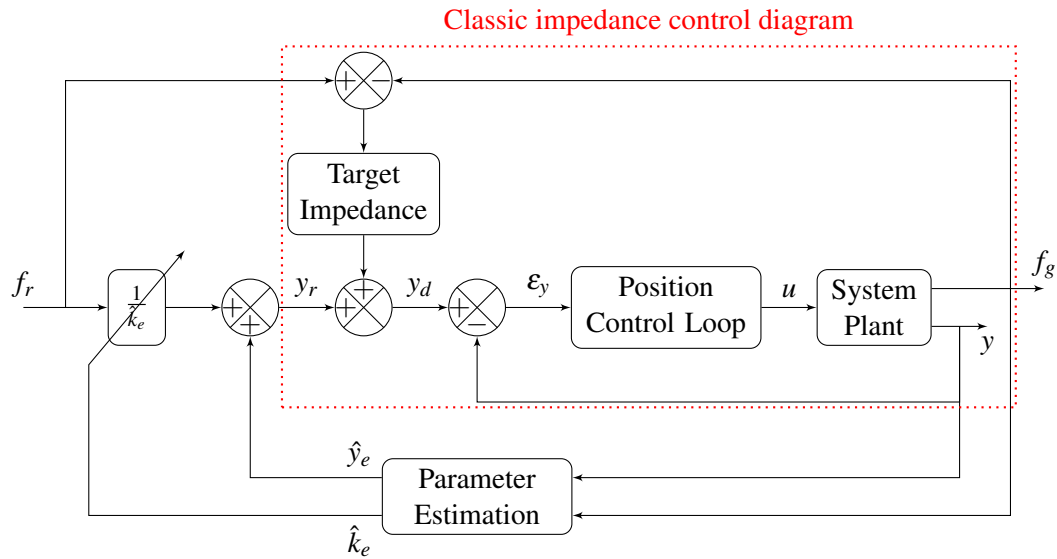 Classic impedance control diagram
+
−
Target
Impedance
f_r
1
k̂_e
+
+
y_r
+
+
y_d
+
−
ε_y
Position
Control Loop
u
System
Plant
f_g
y
ŷ_e
k̂_e
Parameter
Estimation